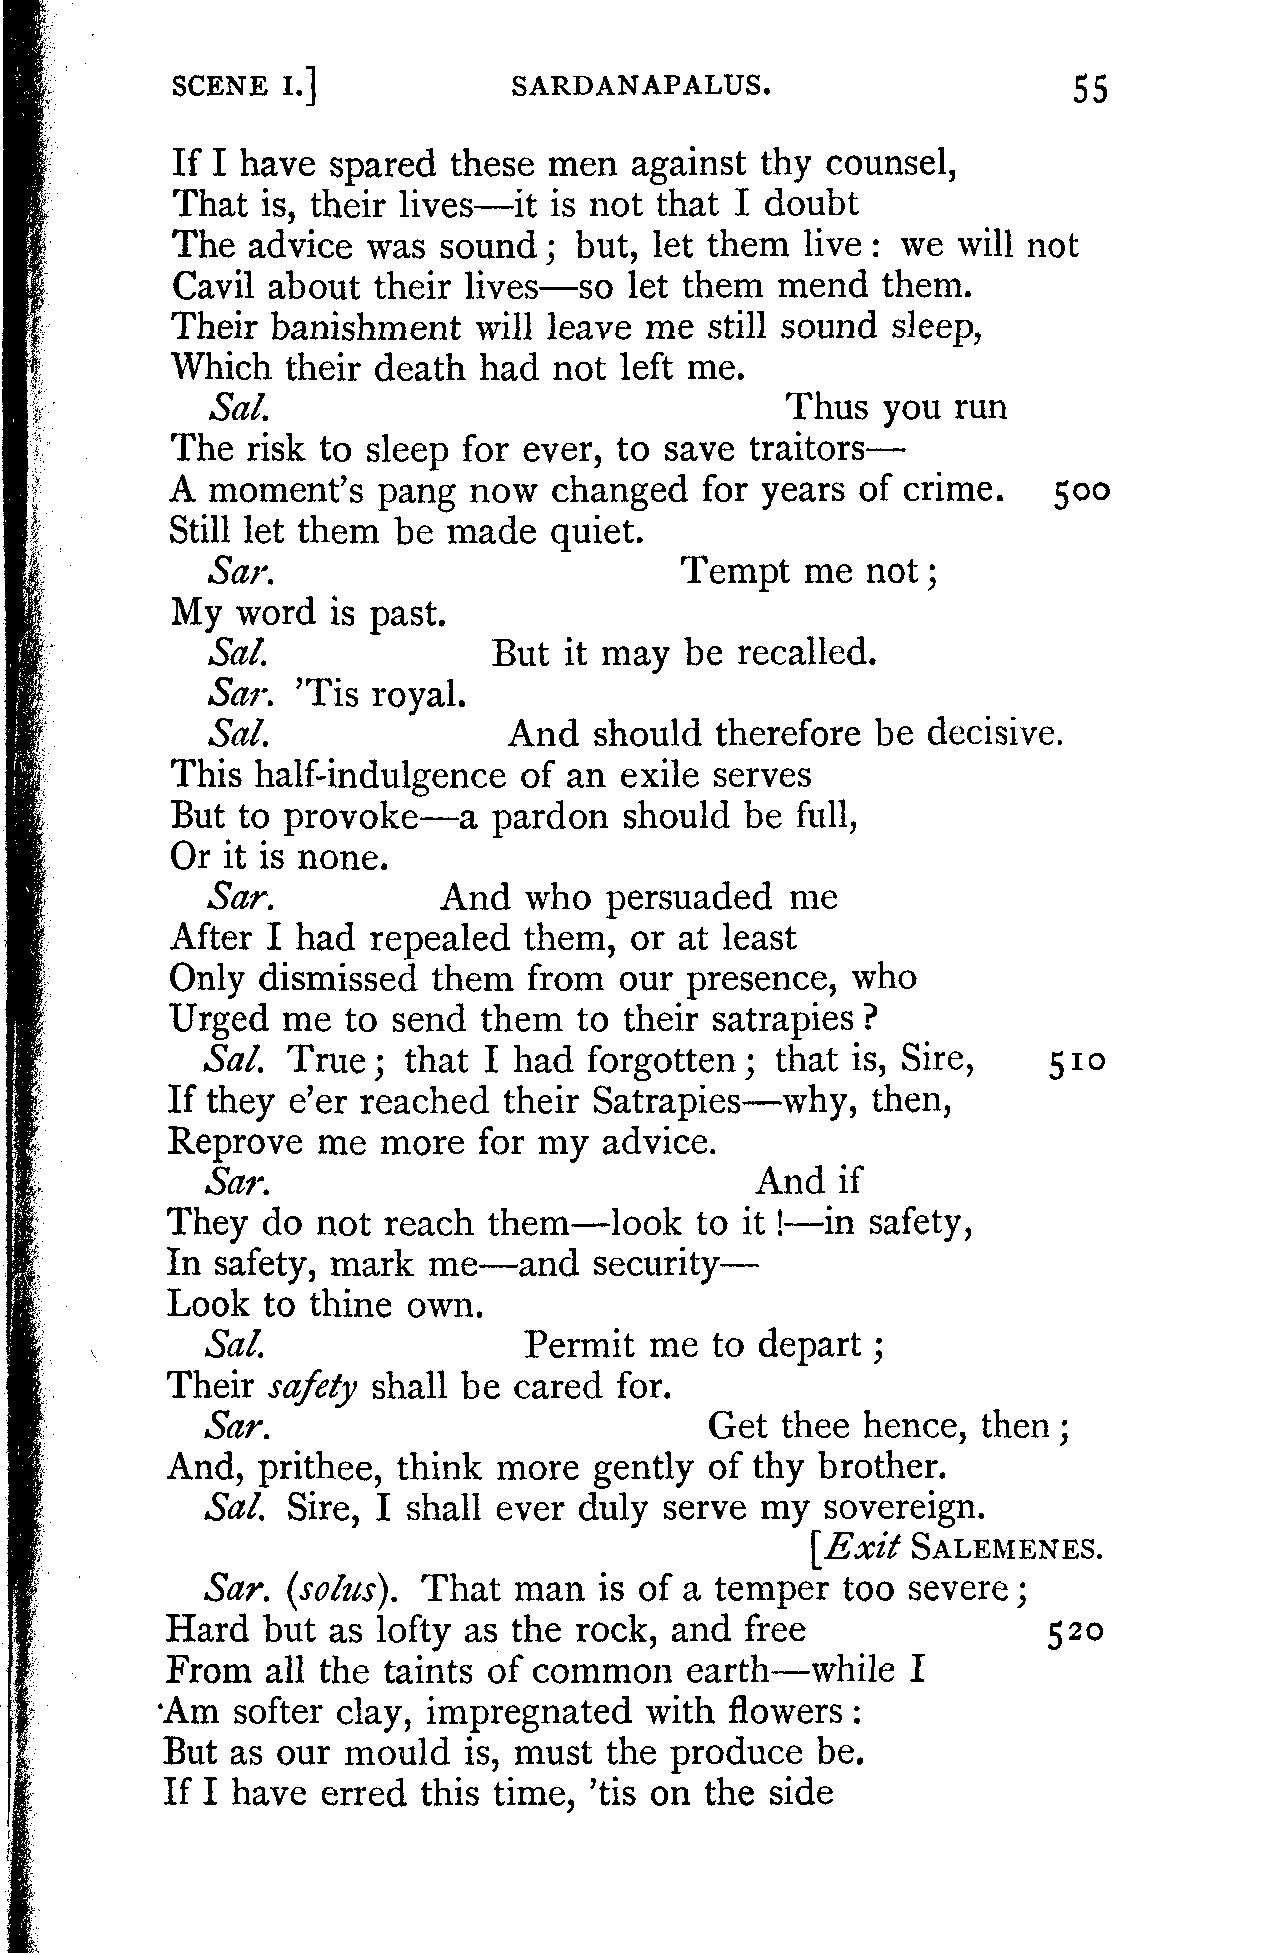 SCENE I.] SARDANAPALUS. 55
If I have spared these men against thy counsel,
That is, their lives—it is not that I doubt
The advice was sound; but, let them live: we will not
Cavil about their lives—so let them mend them.
Their banishment will leave me still sound sleep,
Which their death had not left me.
Sal. Thus you run
The risk to sleep for ever, to save traitors—
A moment's pang now changed for years of crime. 500
Still let them be made quiet.
Sar. Tempt me not;
My word is past.
Sal. But it may be recalled.
Sar. 'Tis royal.
Sal. And should therefore be decisive.
This half-indulgence of an exile serves
But to provoke—a pardon should be full,
Or it is none.
Sar. And who persuaded me
After I had repealed them, or at least
Only dismissed them from our presence, who
Urged me to send them to their satrapies?
Sal. True; that I had forgotten; that is, Sire, 510
If they e'er reached their Satrapies—why, then,
Reprove me more for my advice.
Sar. And if
They do not reach them—look to it!—in safety,
In safety, mark me—and security—
Look to thine own.
Sal. Permit me to depart;
Their safety shall be cared for.
Sar. Get thee hence, then;
And, prithee, think more gently of thy brother.
Sal. Sire, I shall ever duly serve my sovereign.
[Exit SALEMENES.
Sar. (solus). That man is of a temper too severe;
Hard but as lofty as the rock, and free 520
From all the taints of common earth—while I
Am softer clay, impregnated with flowers:
But as our mould is, must the produce be.
If I have erred this time, 'tis on the side